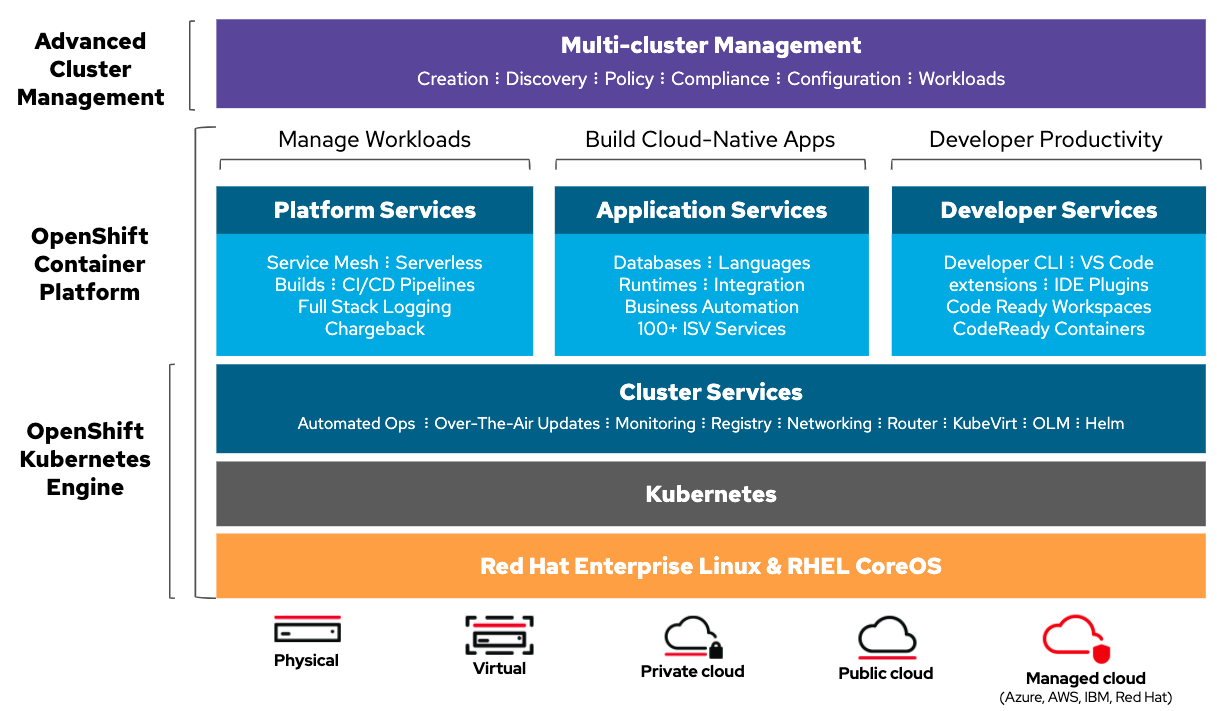 Advanced
Cluster
Management
Multi-cluster Management
Creation ⋮ Discovery ⋮ Policy ⋮ Compliance ⋮ Configuration ⋮ Workloads
OpenShift
Container
Platform
Manage Workloads
Build Cloud-Native Apps
Developer Productivity
Platform Services
Service Mesh ⋮ Serverless
Builds ⋮ CI/CD Pipelines
Full Stack Logging
Chargeback
Application Services
Databases ⋮ Languages
Runtimes ⋮ Integration
Business Automation
100+ ISV Services
Developer Services
Developer CLI ⋮ VS Code
extensions ⋮ IDE Plugins
Code Ready Workspaces
CodeReady Containers
OpenShift
Kubernetes
Engine
Cluster Services
Automated Ops ⋮ Over-The-Air Updates ⋮ Monitoring ⋮ Registry ⋮ Networking ⋮ Router ⋮ KubeVirt ⋮ OLM ⋮ Helm
Kubernetes
Red Hat Enterprise Linux & RHEL CoreOS
Physical
Virtual
Private cloud
Public cloud
Managed cloud
(Azure, AWS, IBM, Red Hat)